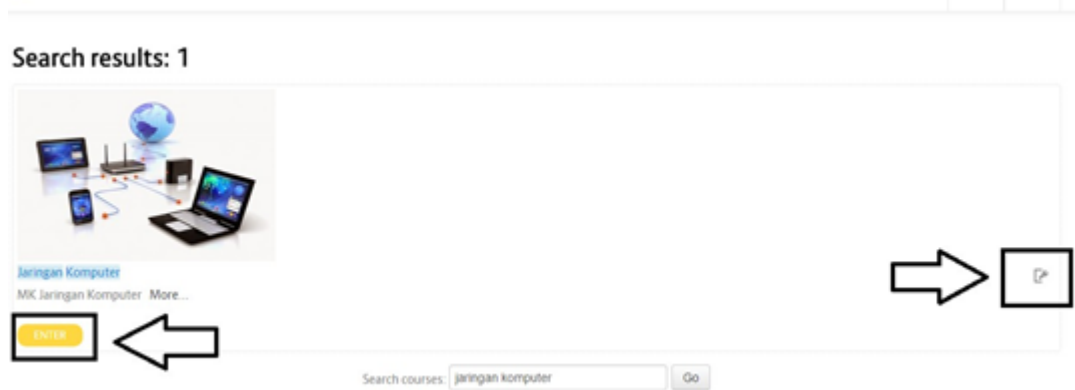 Search results: 1
Jaringan Komputer
MK Jaringan Komputer More...
ENTER
Search courses: jaringan komputer Go